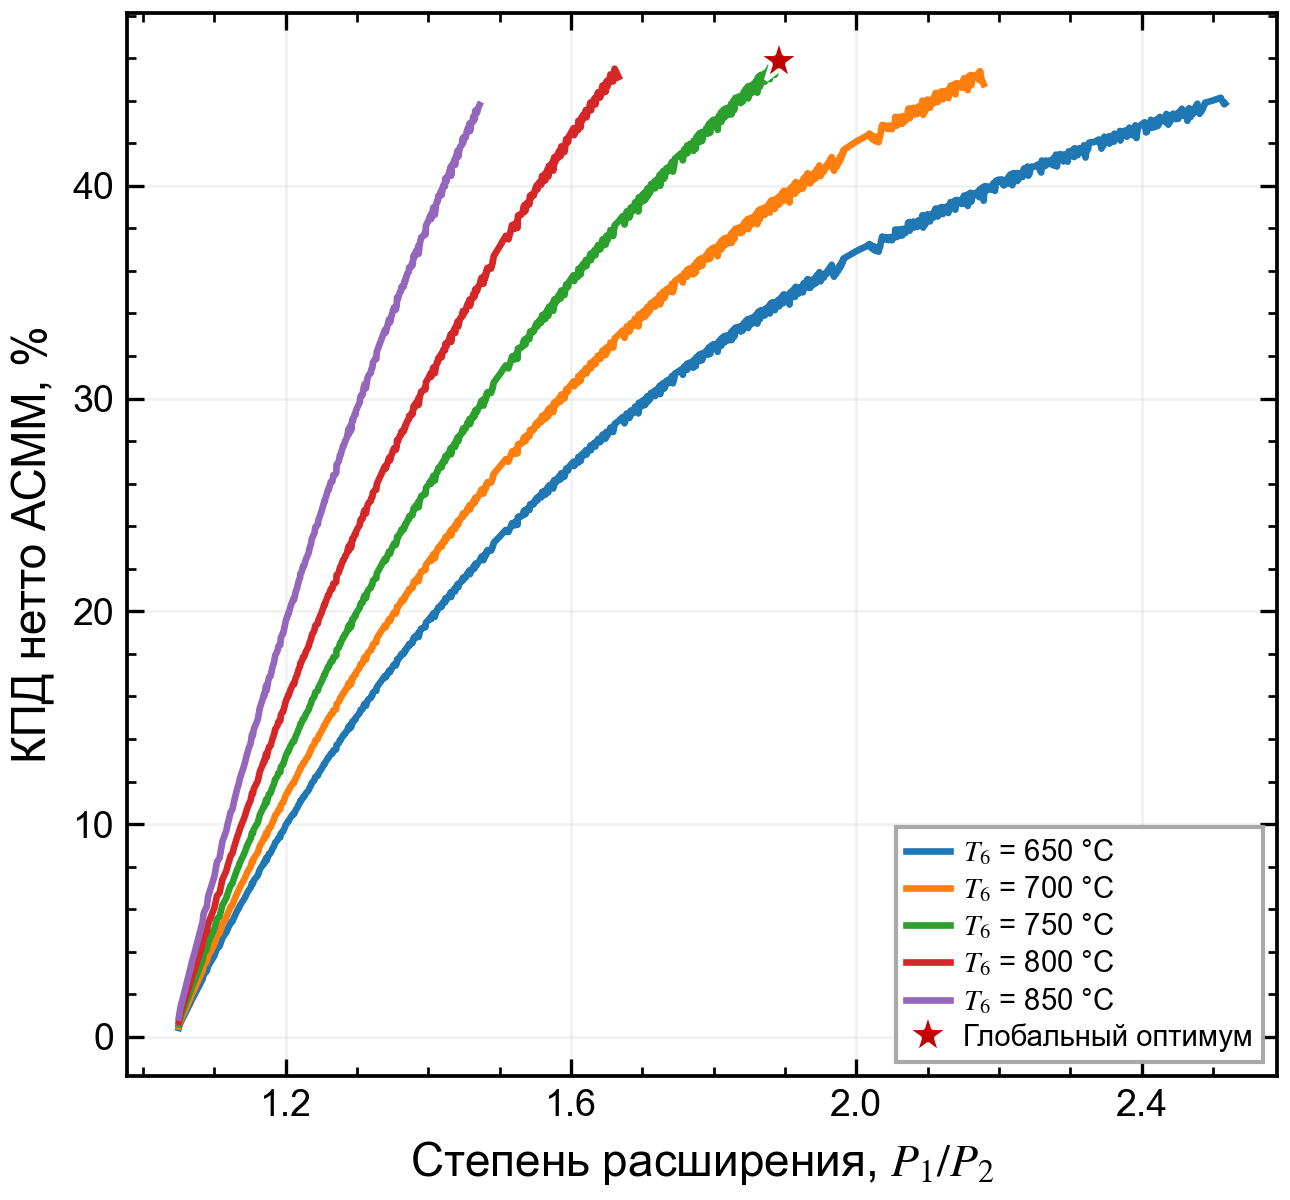 КПД нетто АСММ, %
40
30
20
10
0
1.2
1.6
2.0
2.4
Степень расширения, P₁/P₂
T₆ = 650 °C
T₆ = 700 °C
T₆ = 750 °C
T₆ = 800 °C
T₆ = 850 °C
Глобальный оптимум